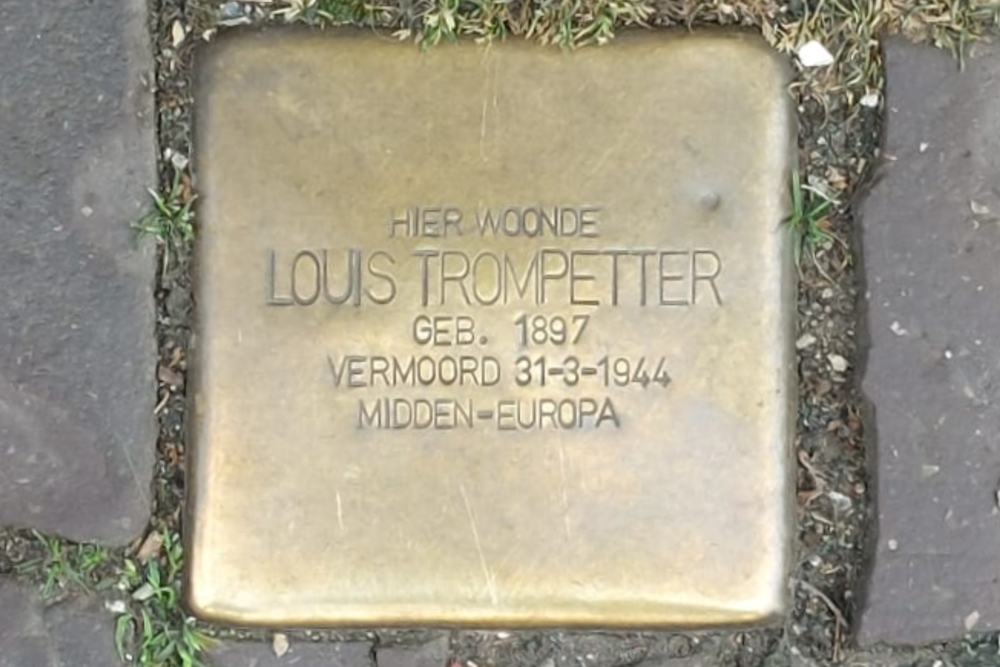 HIER WOONDE
LOUIS TROMPETTER
GEB. 1897
VERMOORD 31-3-1944
MIDDEN-EUROPA